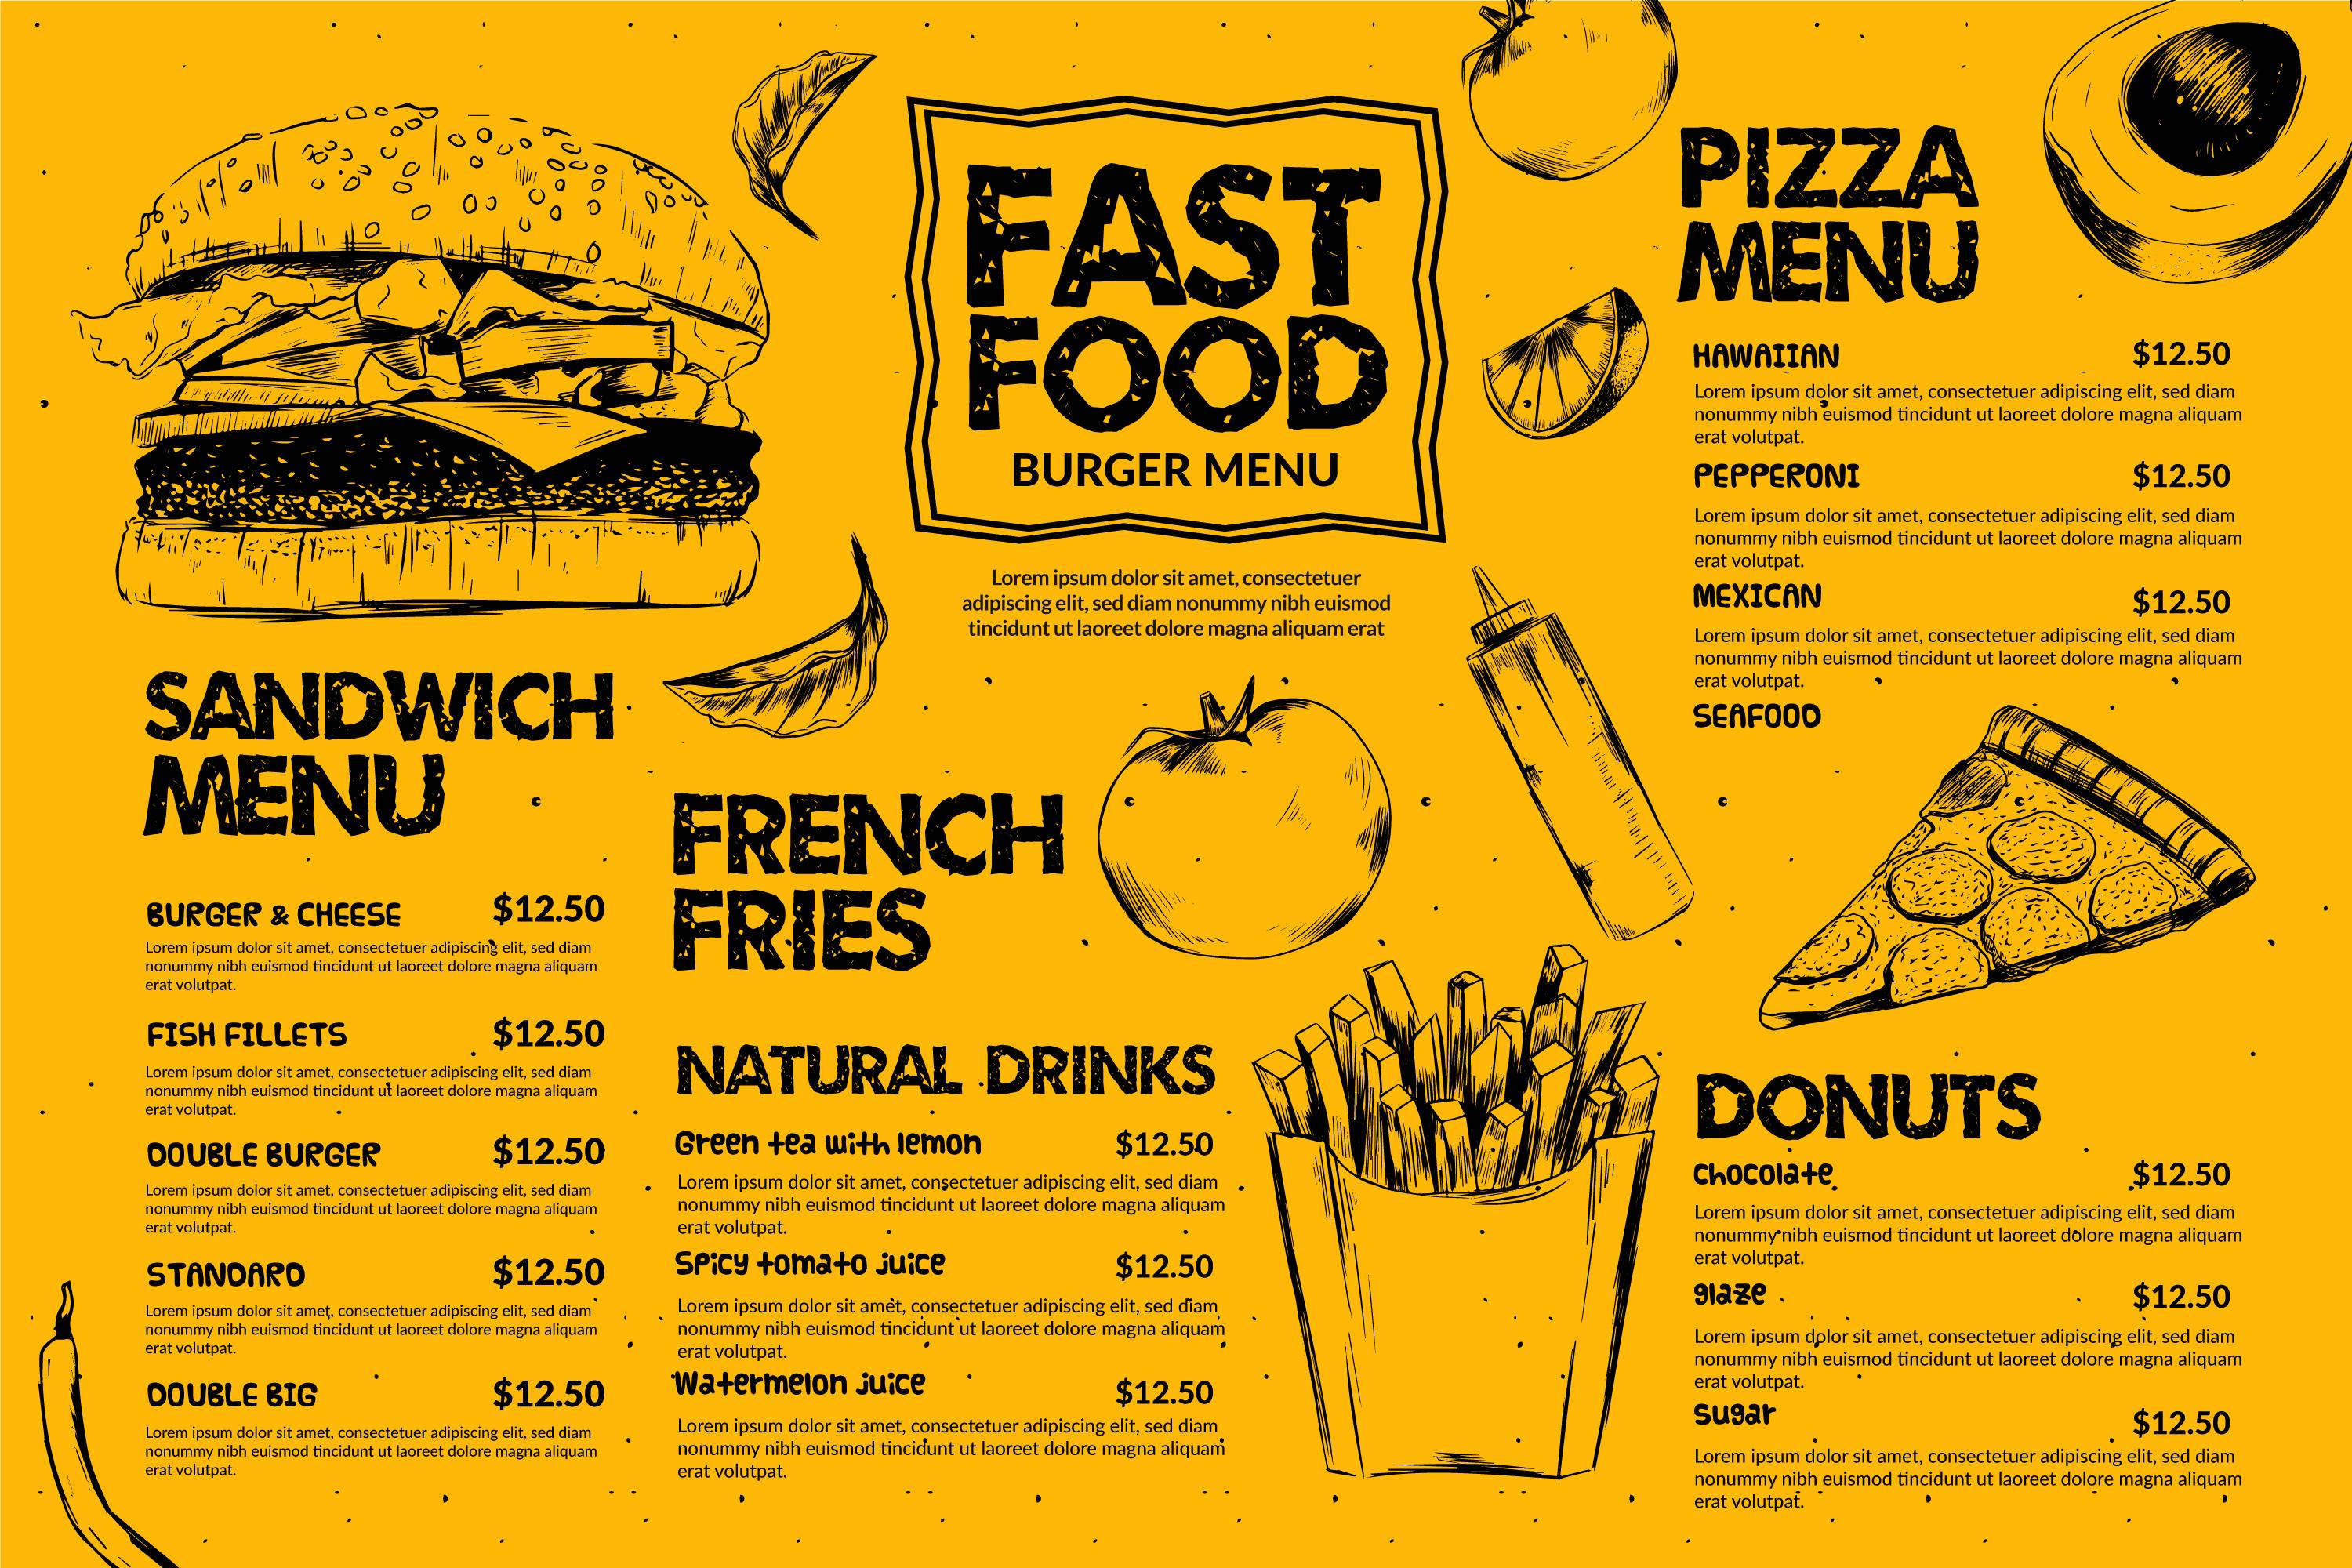 FAST
FOOD
BURGER MENU
Lorem ipsum dolor sit amet, consectetuer
adipiscing elit, sed diam nonummy nibh euismod
tincidunt ut laoreet dolore magna aliquam erat
SANDWICH
MENU
BURGER & CHEESE $12.50
Lorem ipsum dolor sit amet, consectetuer adipiscing elit, sed diam
nonummy nibh euismod tincidunt ut laoreet dolore magna aliquam
erat volutpat.
FISH FILLETS $12.50
Lorem ipsum dolor sit amet, consectetuer adipiscing elit, sed diam
nonummy nibh euismod tincidunt ut laoreet dolore magna aliquam
erat volutpat.
DOUBLE BURGER $12.50
Lorem ipsum dolor sit amet, consectetuer adipiscing elit, sed diam
nonummy nibh euismod tincidunt ut laoreet dolore magna aliquam
erat volutpat.
STANDARD $12.50
Lorem ipsum dolor sit amet, consectetuer adipiscing elit, sed diam
nonummy nibh euismod tincidunt ut laoreet dolore magna aliquam
erat volutpat.
DOUBLE BIG $12.50
Lorem ipsum dolor sit amet, consectetuer adipiscing elit, sed diam
nonummy nibh euismod tincidunt ut laoreet dolore magna aliquam
erat volutpat.
FRENCH
FRIES
NATURAL DRINKS
Green tea with lemon $12.50
Lorem ipsum dolor sit amet, consectetuer adipiscing elit, sed diam
nonummy nibh euismod tincidunt ut laoreet dolore magna aliquam
erat volutpat.
Spicy tomato juice $12.50
Lorem ipsum dolor sit amet, consectetuer adipiscing elit, sed diam
nonummy nibh euismod tincidunt ut laoreet dolore magna aliquam
erat volutpat.
Watermelon juice $12.50
Lorem ipsum dolor sit amet, consectetuer adipiscing elit, sed diam
nonummy nibh euismod tincidunt ut laoreet dolore magna aliquam
erat volutpat.
PIZZA
MENU
HAWAIIAN $12.50
Lorem ipsum dolor sit amet, consectetuer adipiscing elit, sed diam
nonummy nibh euismod tincidunt ut laoreet dolore magna aliquam
erat volutpat.
PEPPERONI $12.50
Lorem ipsum dolor sit amet, consectetuer adipiscing elit, sed diam
nonummy nibh euismod tincidunt ut laoreet dolore magna aliquam
erat volutpat.
MEXICAN $12.50
Lorem ipsum dolor sit amet, consectetuer adipiscing elit, sed diam
nonummy nibh euismod tincidunt ut laoreet dolore magna aliquam
erat volutpat.
SEAFOOD
DONUTS
chocolate $12.50
Lorem ipsum dolor sit amet, consectetuer adipiscing elit, sed diam
nonummy nibh euismod tincidunt ut laoreet dolore magna aliquam
erat volutpat.
glaze $12.50
Lorem ipsum dolor sit amet, consectetuer adipiscing elit, sed diam
nonummy nibh euismod tincidunt ut laoreet dolore magna aliquam
erat volutpat.
sugar $12.50
Lorem ipsum dolor sit amet, consectetuer adipiscing elit, sed diam
nonummy nibh euismod tincidunt ut laoreet dolore magna aliquam
erat volutpat.